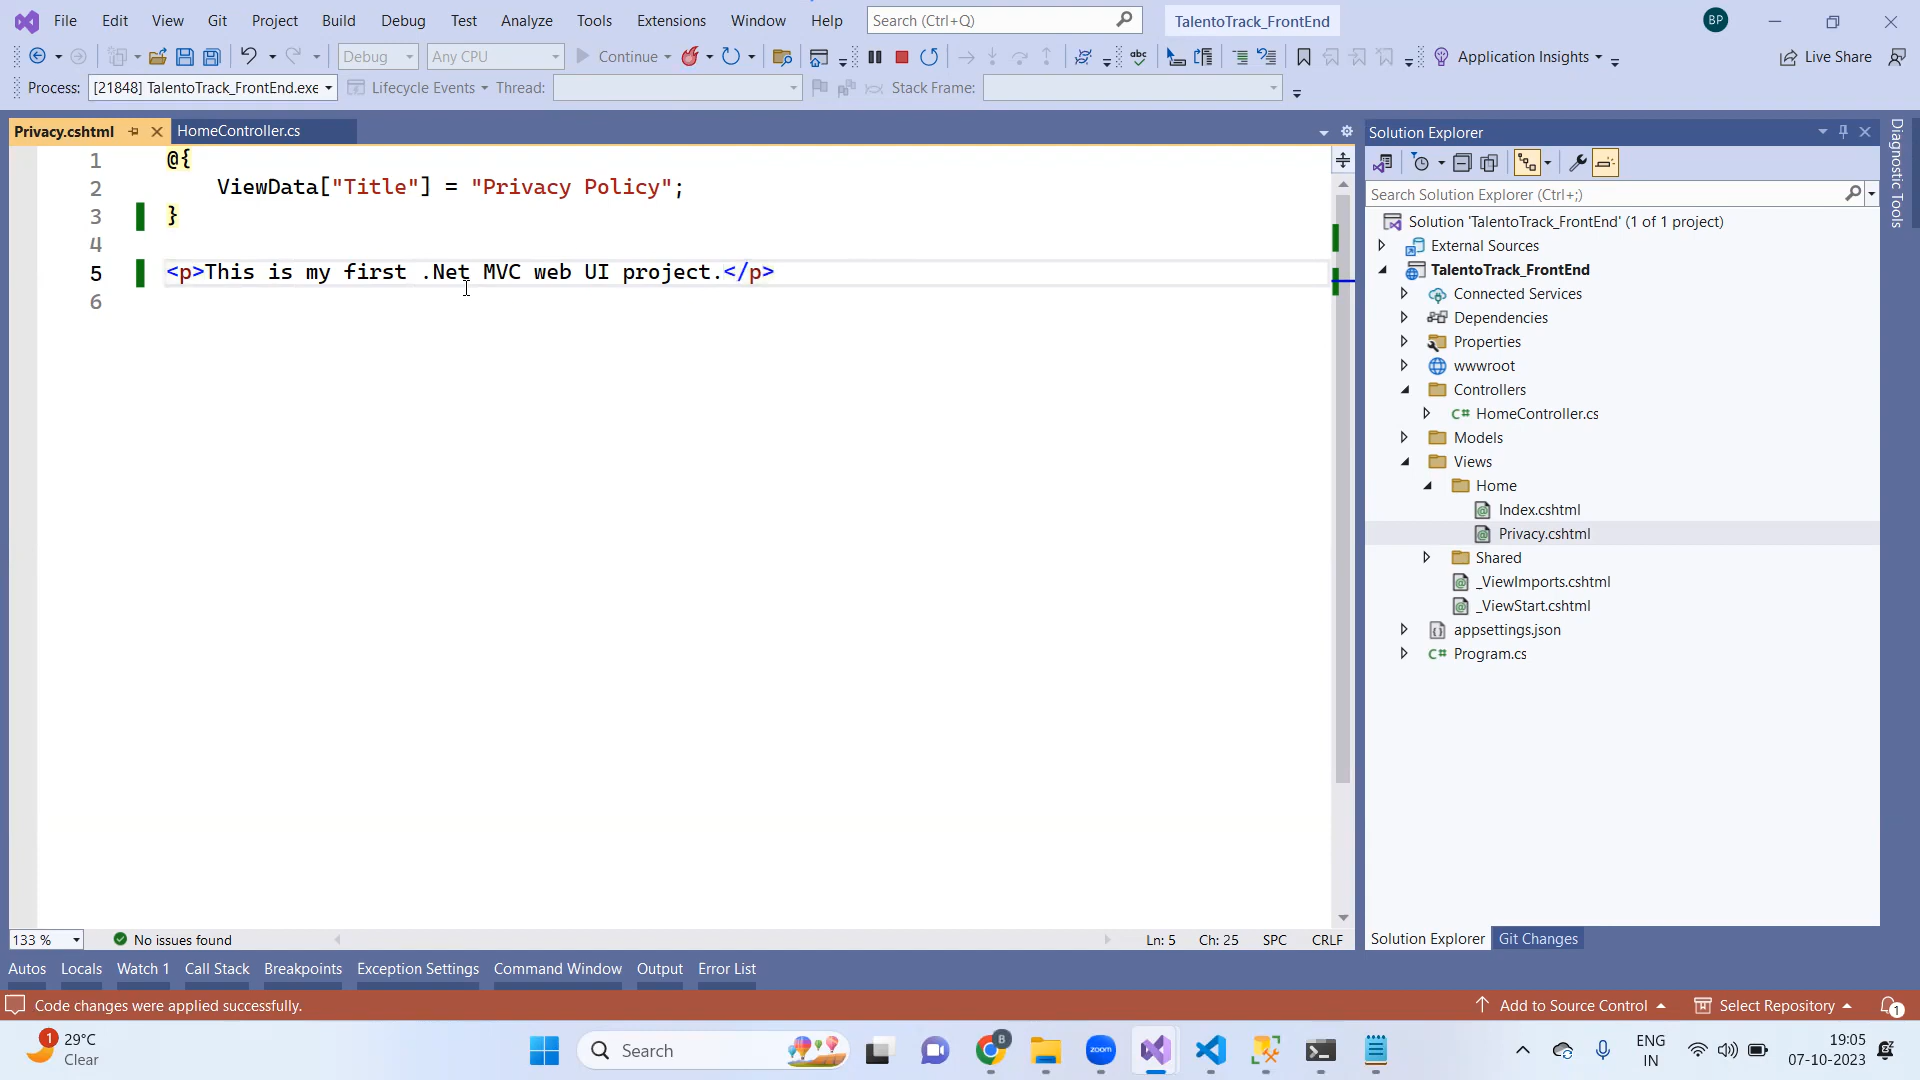 File Edit View Git Project Build Debug Test Analyze Tools Extensions Window Help Search (Ctrl+Q) TalentoTrack_FrontEnd BP
Debug Any CPU Continue Application Insights Live Share
Process: [21848] TalentoTrack_FrontEnd.exe Lifecycle Events Thread: Stack Frame:
Privacy.cshtml HomeController.cs
1 @{
2 ViewData["Title"] = "Privacy Policy";
3 }
4
5 <p>This is my first .Net MVC web UI project.</p>
6
133 % No issues found Ln: 5 Ch: 25 SPC CRLF
Solution Explorer
Search Solution Explorer (Ctrl+;)
Solution 'TalentoTrack_FrontEnd' (1 of 1 project)
External Sources
TalentoTrack_FrontEnd
Connected Services
Dependencies
Properties
wwwroot
Controllers
C# HomeController.cs
Models
Views
Home
Index.cshtml
Privacy.cshtml
Shared
_ViewImports.cshtml
_ViewStart.cshtml
appsettings.json
C# Program.cs
Solution Explorer Git Changes
Diagnostic Tools
Autos Locals Watch 1 Call Stack Breakpoints Exception Settings Command Window Output Error List
Code changes were applied successfully. Add to Source Control Select Repository 1
1 29°C
Clear
Search
B
zoom
ENG
IN
19:05
07-10-2023